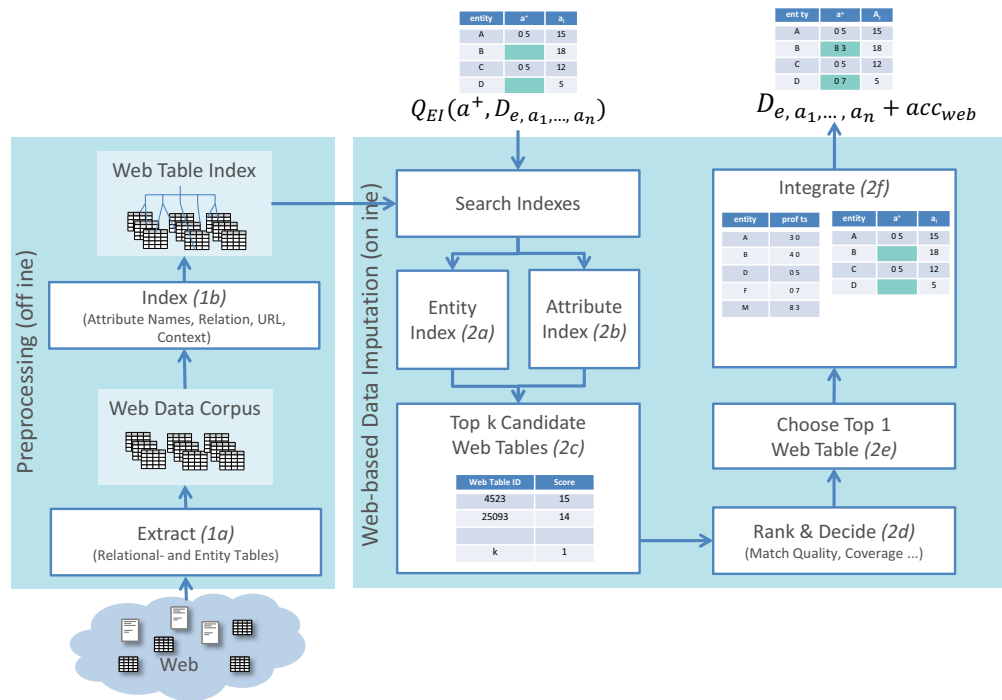 entity a⁺ aᵢ
A 0 5 15
B 18
C 0 5 12
D 5
Q_EI(a⁺, D_e, a₁,..., aₙ)
ent ty a⁺ Aᵢ
A 0 5 15
B 8 3 18
C 0 5 12
D 0 7 5
D_e, a₁,... , aₙ + acc_web
Preprocessing (off ine)
Web Table Index
Index (1b)
(Attribute Names, Relation, URL,
Context)
Web Data Corpus
Extract (1a)
(Relational- and Entity Tables)
Web
Web-based Data Imputation (on ine)
Search Indexes
Entity
Index (2a)
Attribute
Index (2b)
Top k Candidate
Web Tables (2c)
Web Table ID Score
4523 15
25093 14
k 1
Integrate (2f)
entity prof ts
A 3 0
B 4 0
D 0 5
F 0 7
M 8 3
entity a⁺ aᵢ
A 0 5 15
B 18
C 0 5 12
D 5
Choose Top 1
Web Table (2e)
Rank & Decide (2d)
(Match Quality, Coverage ...)